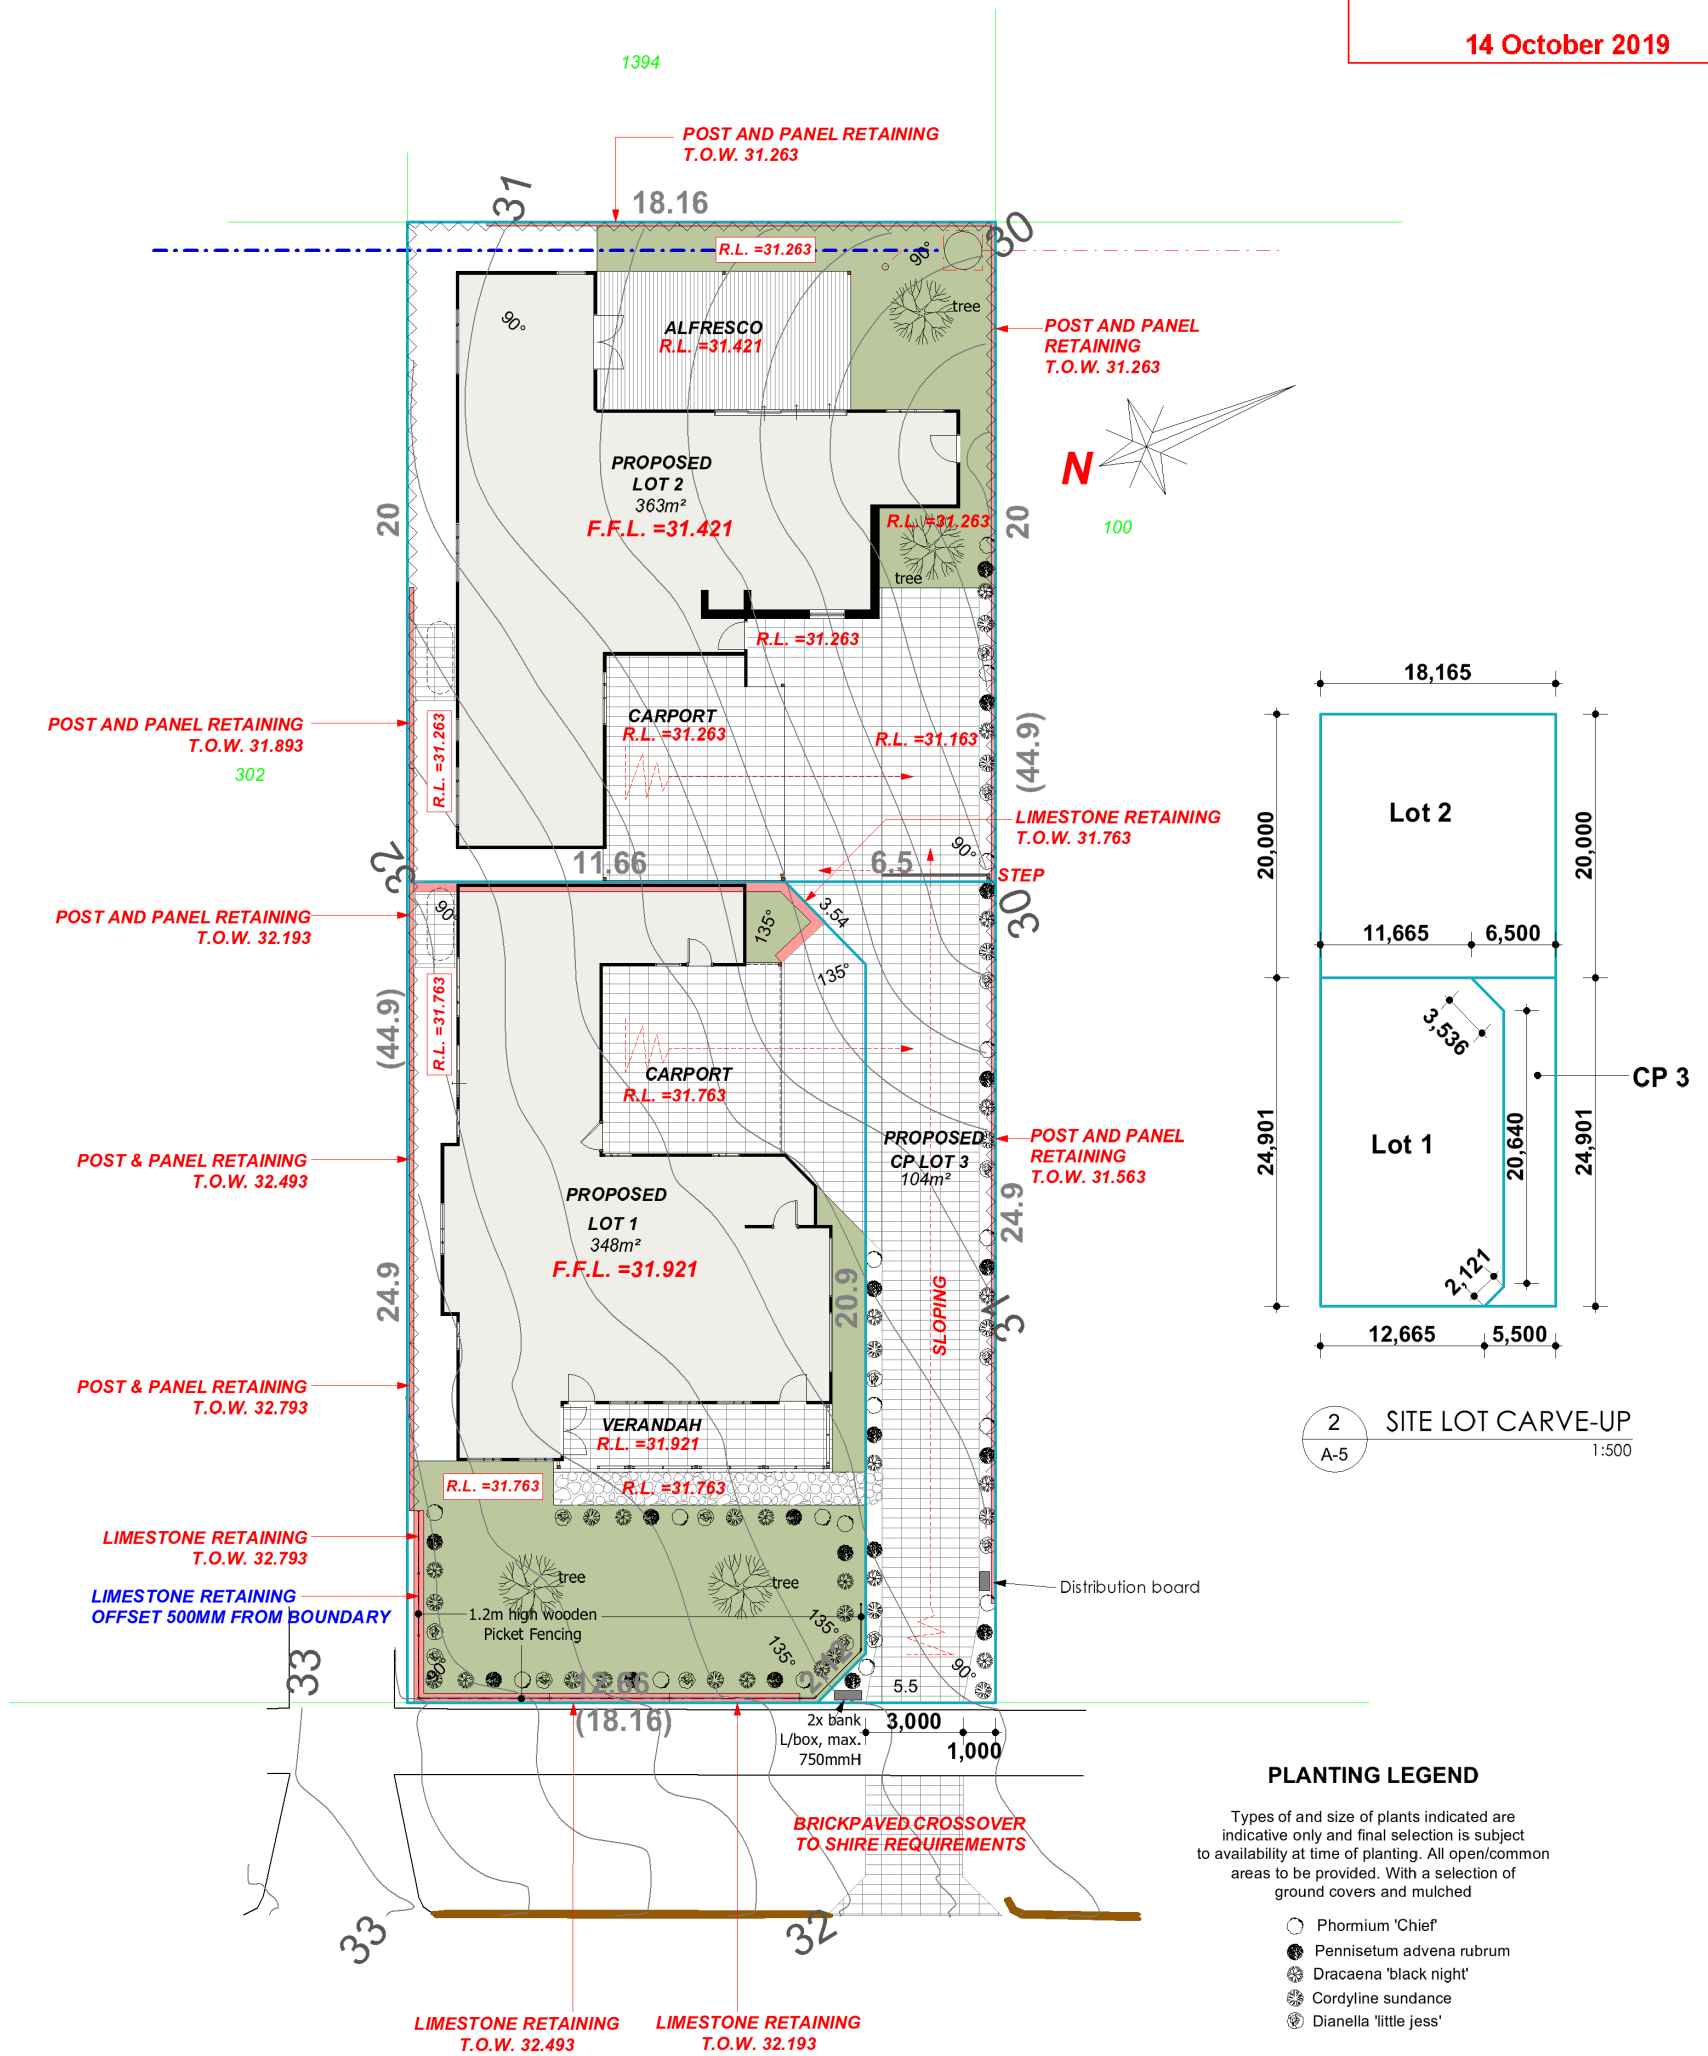 14 October 2019
1394
POST AND PANEL RETAINING
T.O.W. 31.263
31
18.16
30
R.L. =31.263
90°
tree
90°
ALFRESCO
R.L. =31.421
POST AND PANEL
RETAINING
T.O.W. 31.263
N
PROPOSED
LOT 2
363m²
F.F.L. =31.421
20
R.L. =31.263
20
100
tree
R.L. =31.263
18,165
POST AND PANEL RETAINING
T.O.W. 31.893
302
R.L. =31.263
CARPORT
R.L. =31.263
R.L. =31.163
(44.9)
Lot 2
20,000
20,000
LIMESTONE RETAINING
T.O.W. 31.763
90°
32
11.66
6.5
STEP
30
11,665
6,500
POST AND PANEL RETAINING
T.O.W. 32.193
90°
135°
3.54
135°
(44.9)
R.L. =31.763
CARPORT
R.L. =31.763
3,536
CP 3
PROPOSED
CP LOT 3
104m²
POST AND PANEL
RETAINING
T.O.W. 31.563
24,901
Lot 1
20,640
24,901
POST & PANEL RETAINING
T.O.W. 32.493
PROPOSED
LOT 1
348m²
F.F.L. =31.921
24.9
20.9
24.9
SLOPING
31
2,121
12,665
5,500
POST & PANEL RETAINING
T.O.W. 32.793
VERANDAH
R.L. =31.921
2
A-5
SITE LOT CARVE-UP
1:500
R.L. =31.763
R.L. =31.763
LIMESTONE RETAINING
T.O.W. 32.793
LIMESTONE RETAINING
OFFSET 500MM FROM BOUNDARY
tree
tree
Distribution board
1.2m high wooden
Picket Fencing
135°
135°
2.12
90°
90°
33
12.66
(18.16)
5.5
2x bank
L/box, max.
750mmH
3,000
1,000
BRICKPAVED CROSSOVER
TO SHIRE REQUIREMENTS
33
32
LIMESTONE RETAINING
T.O.W. 32.493
LIMESTONE RETAINING
T.O.W. 32.193
PLANTING LEGEND
Types of and size of plants indicated are
indicative only and final selection is subject
to availability at time of planting. All open/common
areas to be provided. With a selection of
ground covers and mulched
Phormium 'Chief'
Pennisetum advena rubrum
Dracaena 'black night'
Cordyline sundance
Dianella 'little jess'